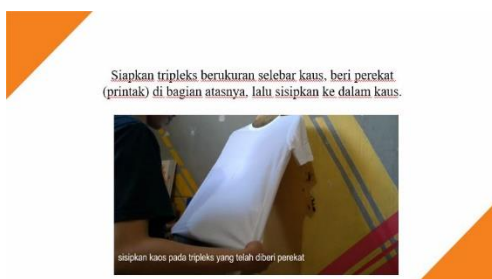 Siapkan tripleks berukuran selebar kaus, beri perekat
(printak) di bagian atasnya, lalu sisipkan ke dalam kaus.
sisipkan kaos pada tripleks yang telah diberi perekat